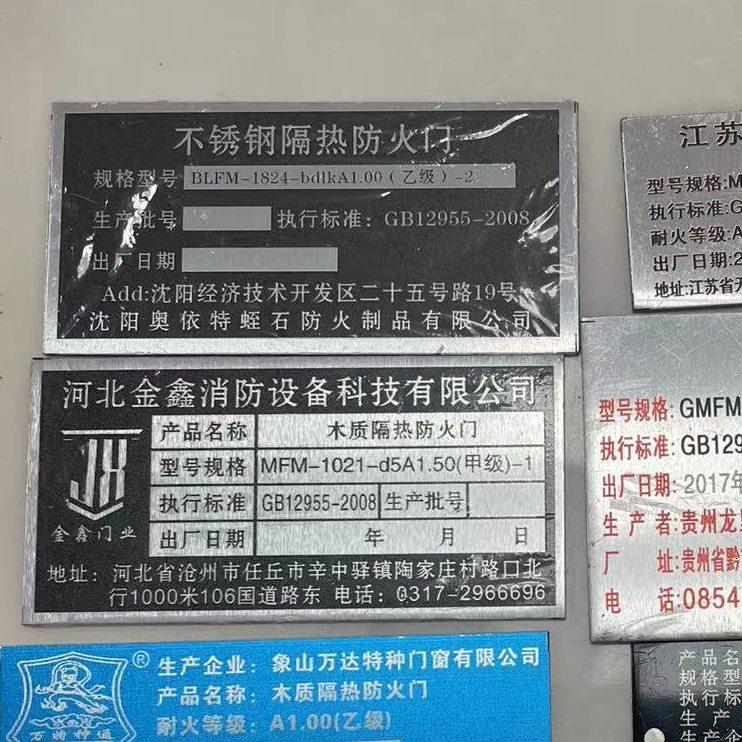 不锈钢隔热防火门
规格型号 BLFM-1824-bdlkA1.00(乙级)-2
生产批号 执行标准: GB12955-2008
出厂日期
Add:沈阳经济技术开发区二十五号路19号
沈阳奥依特蛭石防火制品有限公司
江苏
型号规格:M
执行标准:G
耐火等级:A
出厂日期:2
地址:江苏省无
河北金鑫消防设备科技有限公司
JX
金鑫门业
产品名称 木质隔热防火门
型号规格 MFM-1021-d5A1.50(甲级)-1
执行标准 GB12955-2008 生产批号
出厂日期 年 月 日
地址: 河北省沧州市任丘市辛中驿镇陶家庄村路口北
行1000米106国道路东 电话: 0317-2966696
型号规格: GMFM
执行标准: GB129
出厂日期: 2017年
生产者:贵州龙
厂址:贵州省黔
电话:0854
®
万特神通
生产企业: 象山万达特种门窗有限公司
产品名称: 木质隔热防火门
耐火等级: A1.00(乙级)
产品名
规格型
执行标
生产
生产企